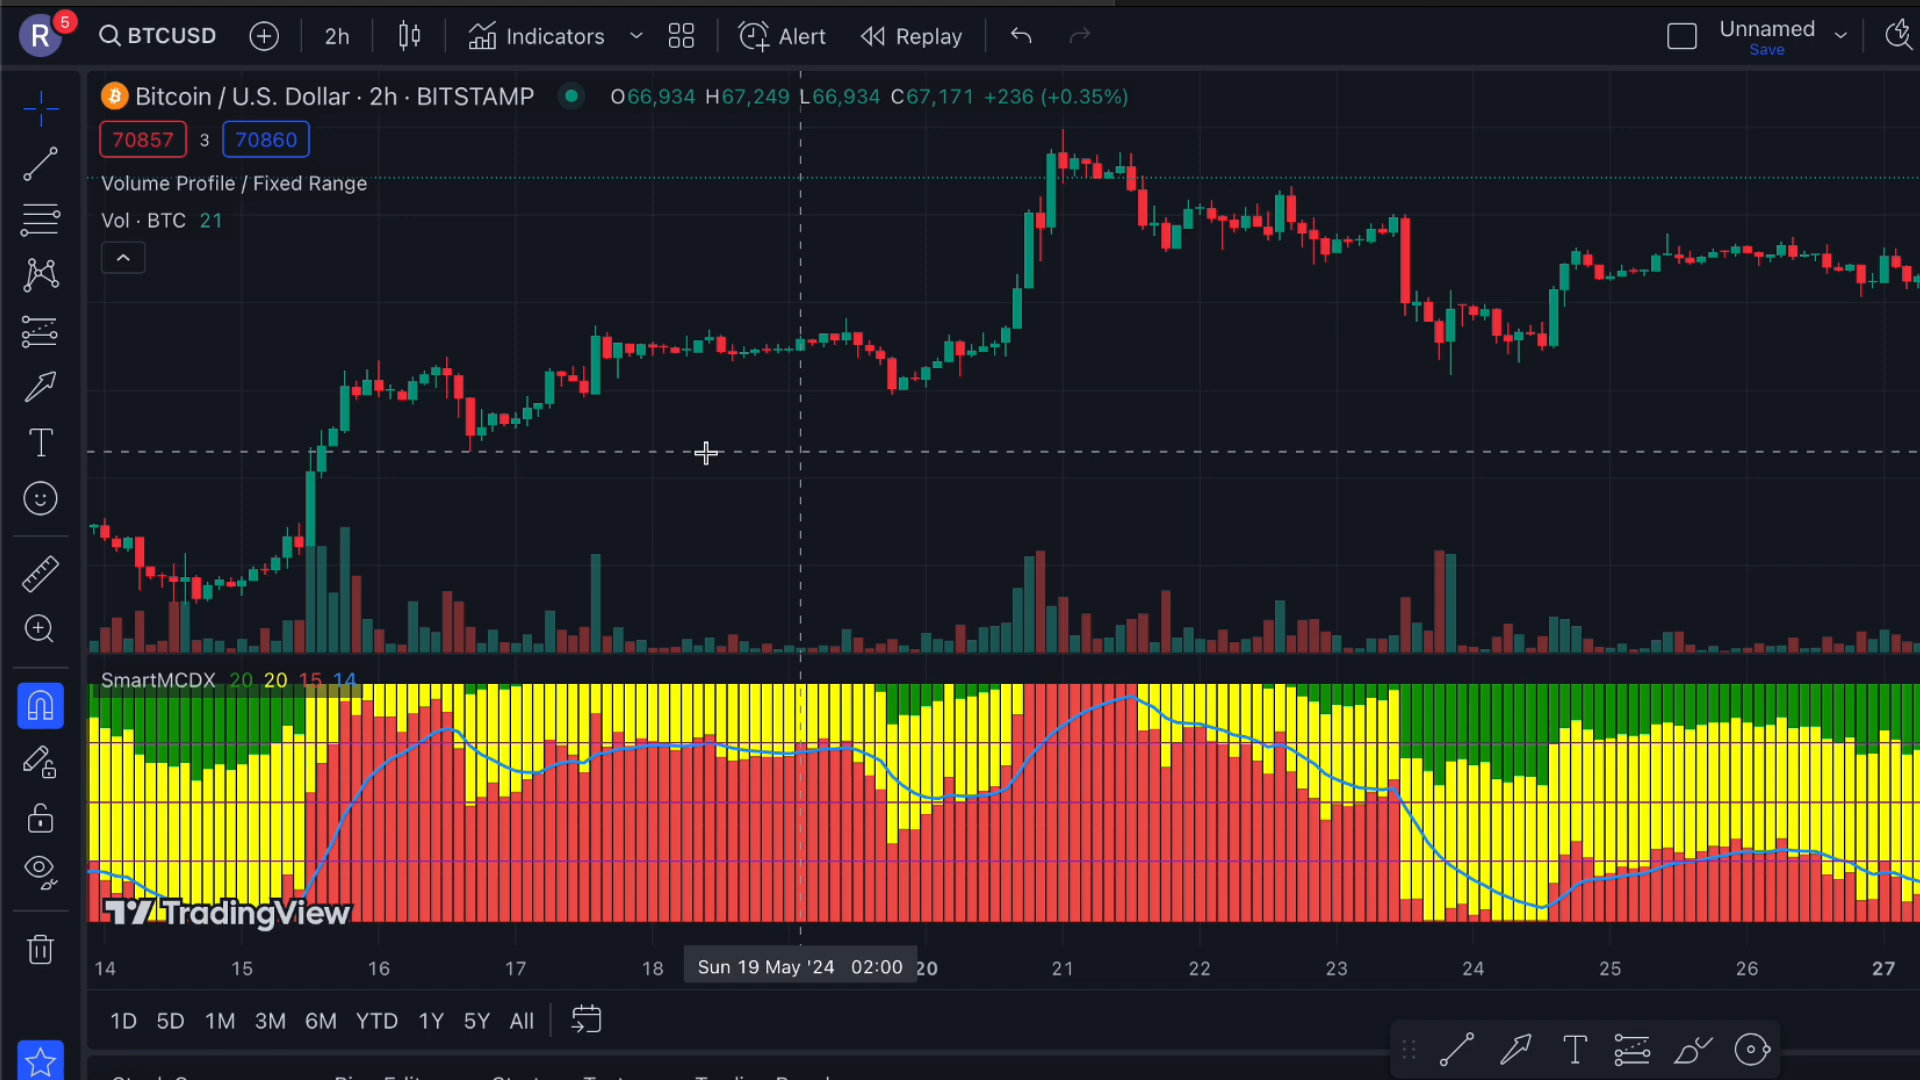 R 5 BTCUSD 2h Indicators Alert Replay Unnamed
Save
Bitcoin / U.S. Dollar · 2h · BITSTAMP O66,934 H67,249 L66,934 C67,171 +236 (+0.35%)
70857 3 70860
Volume Profile / Fixed Range
Vol · BTC 21
SmartMCDX 20 20 15 14
TradingView
14 15 16 17 18 Sun 19 May '24 02:00 20 21 22 23 24 25 26 27
1D 5D 1M 3M 6M YTD 1Y 5Y All